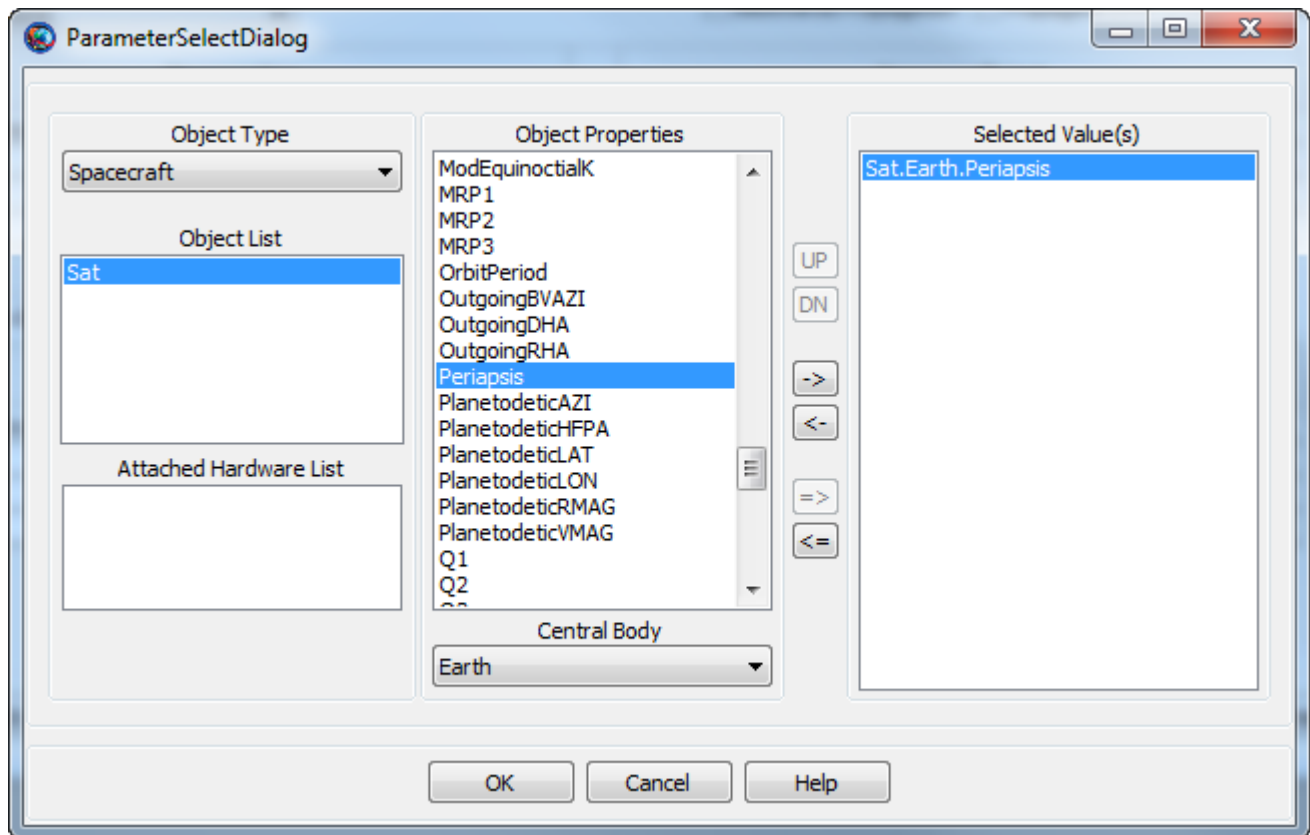 ParameterSelectDialog
Object Type
Spacecraft
Object List
Sat
Attached Hardware List
Object Properties
ModEquinoctialK
MRP1
MRP2
MRP3
OrbitPeriod
OutgoingBVAZI
OutgoingDHA
OutgoingRHA
Periapsis
PlanetodeticAZI
PlanetodeticHFPA
PlanetodeticLAT
PlanetodeticLON
PlanetodeticRMAG
PlanetodeticVMAG
Q1
Q2
Central Body
Earth
UP
DN
->
<-
=>
<=
Selected Value(s)
Sat.Earth.Periapsis
OK
Cancel
Help